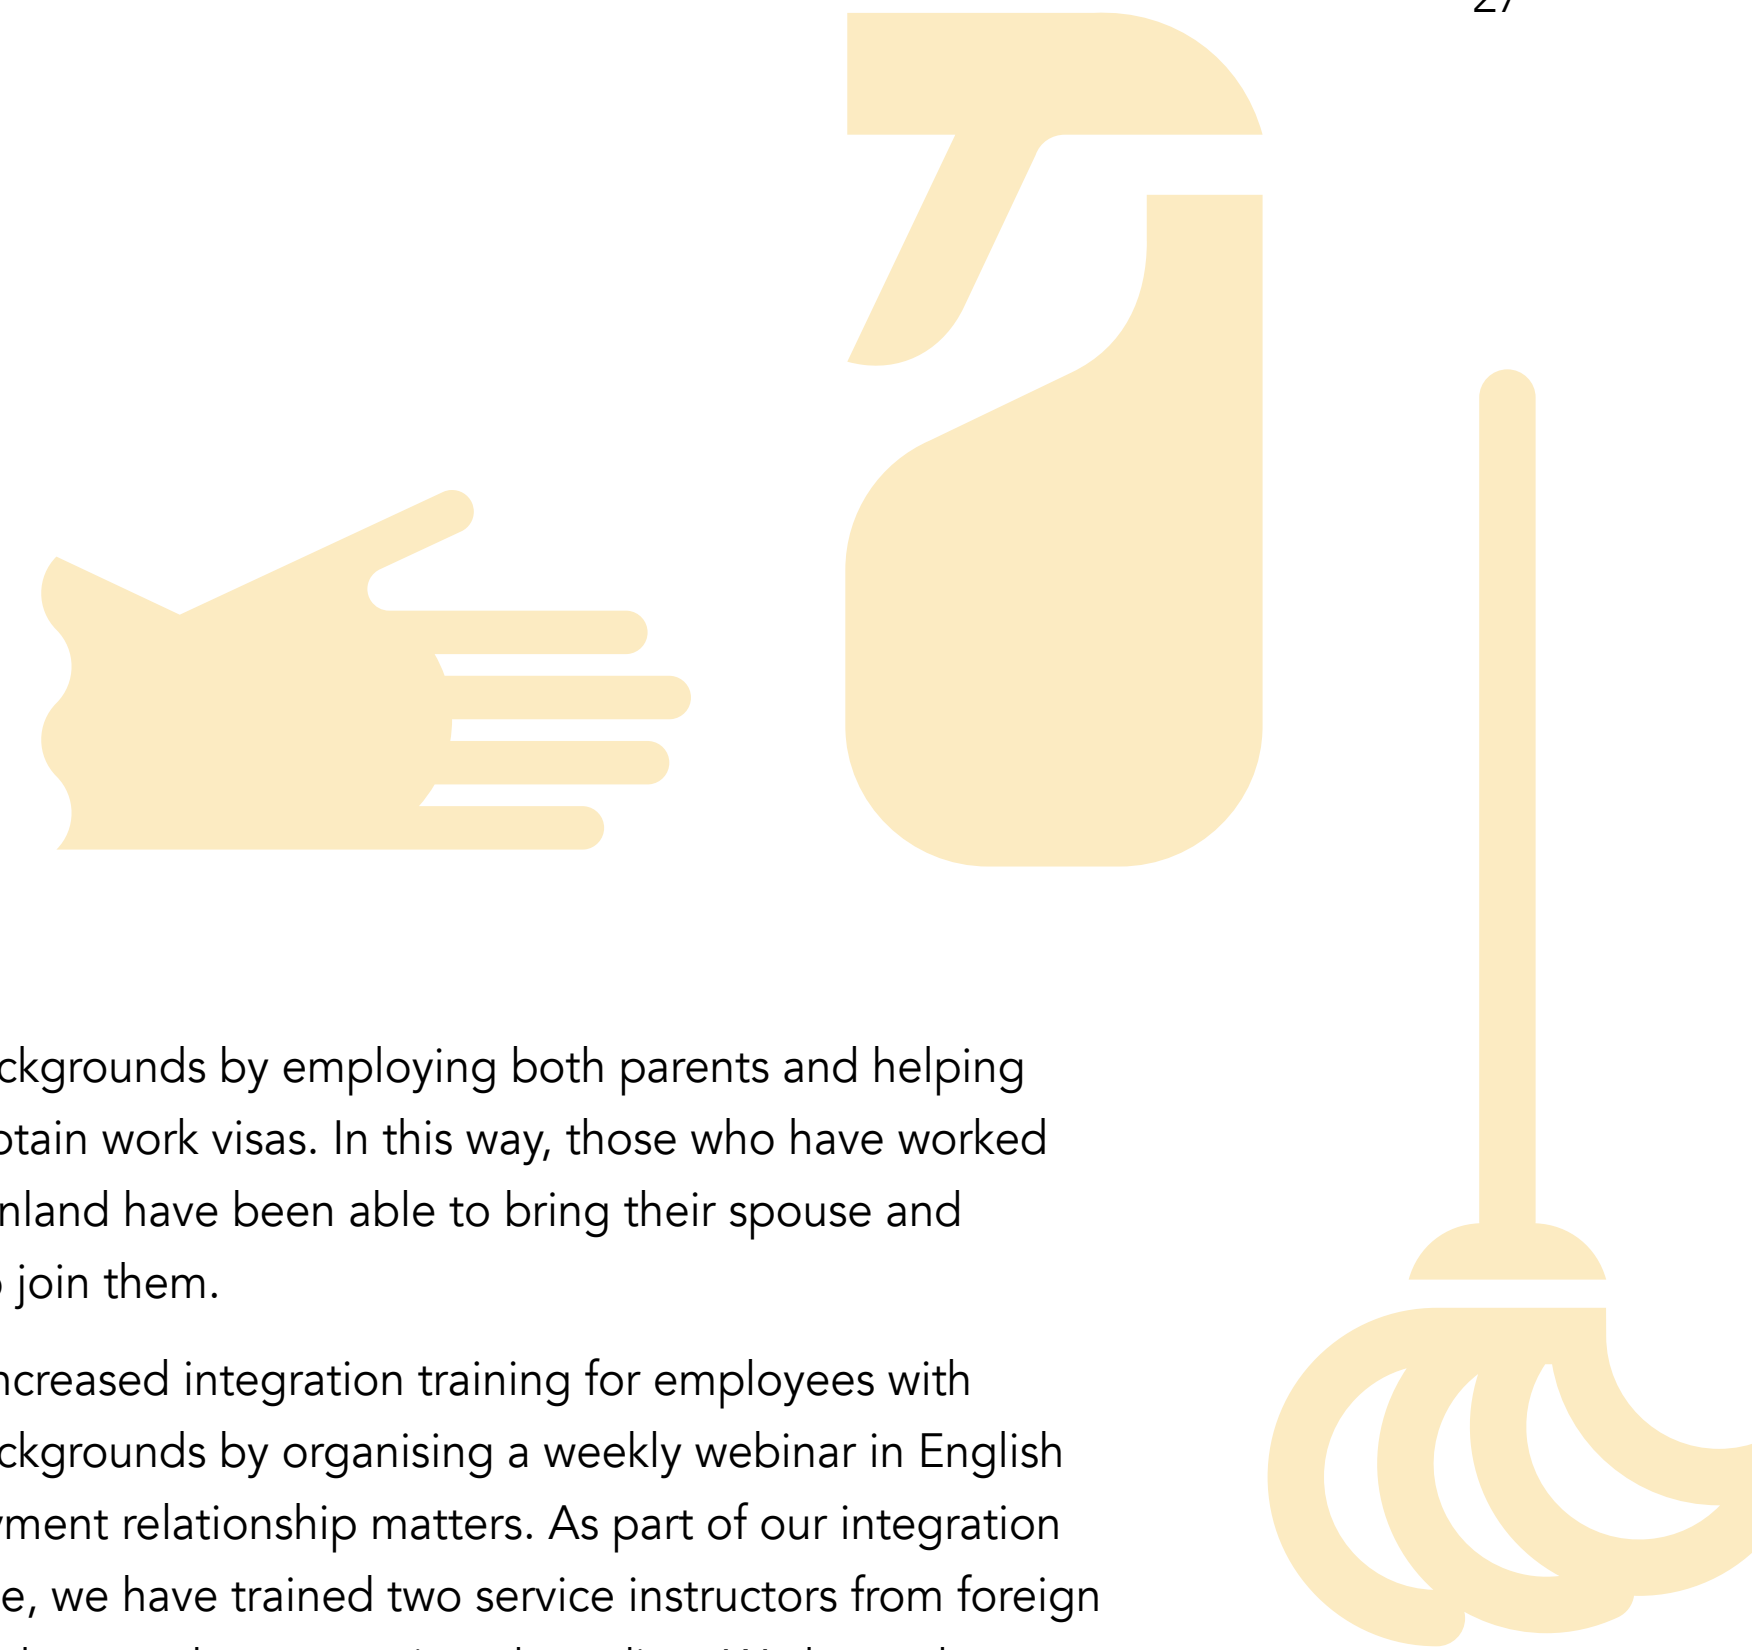 27
ckgrounds by employing both parents and helping
otain work visas. In this way, those who have worked
nland have been able to bring their spouse and
join them.
ncreased integration training for employees with
ckgrounds by organising a weekly webinar in English
yment relationship matters. As part of our integration
e, we have trained two service instructors from foreign